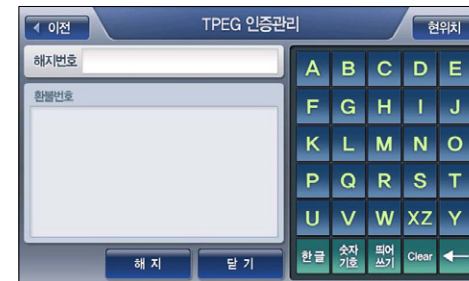 이전
TPEG 인증관리
현위치
해지번호
환불번호
A B C D E
F G H I J
K L M N O
P Q R S T
U V W XZ Y
한글 숫자 기호 띄어 쓰기 Clear
해 지 닫 기